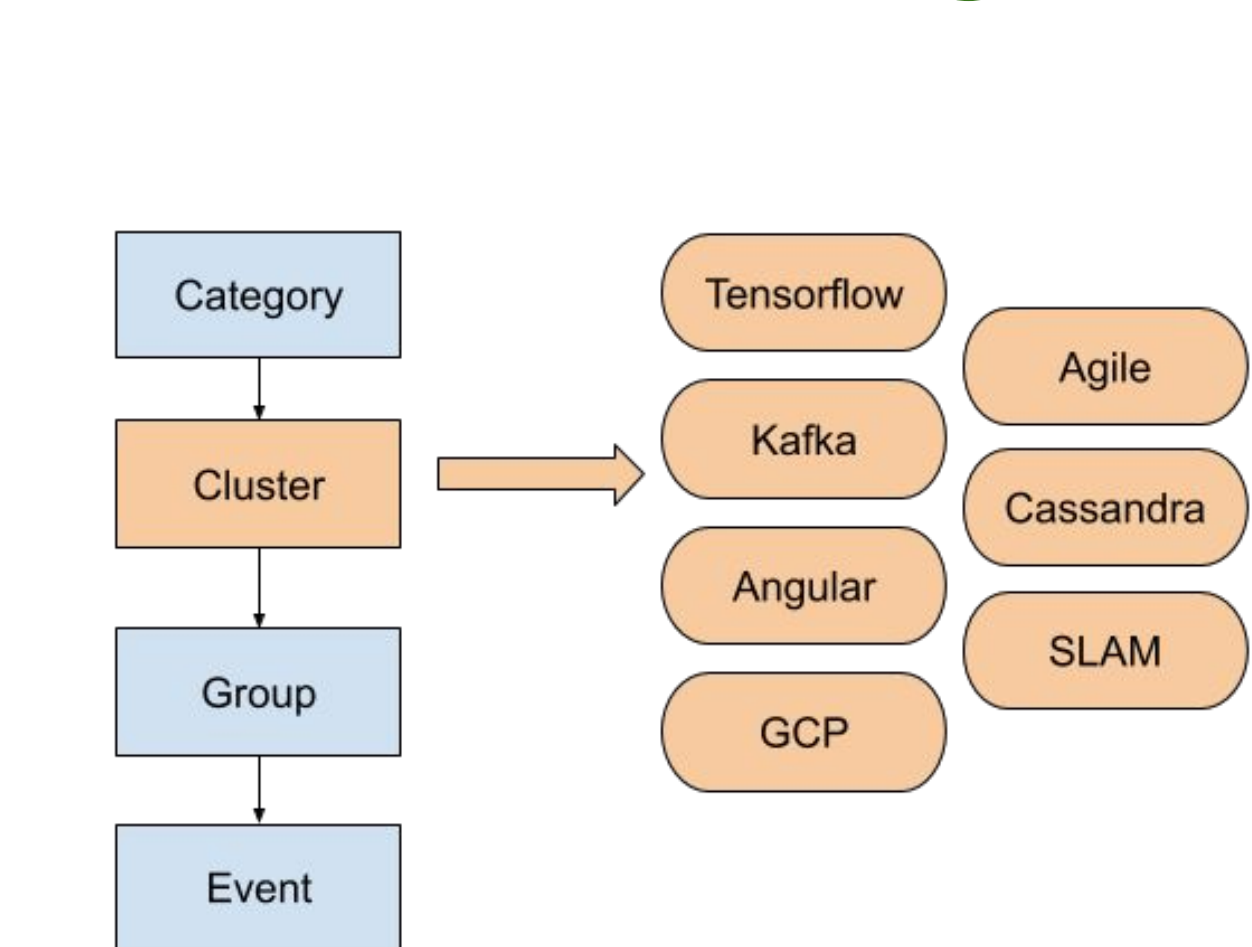 Category
Cluster
Group
Event
Tensorflow
Kafka
Angular
GCP
Agile
Cassandra
SLAM